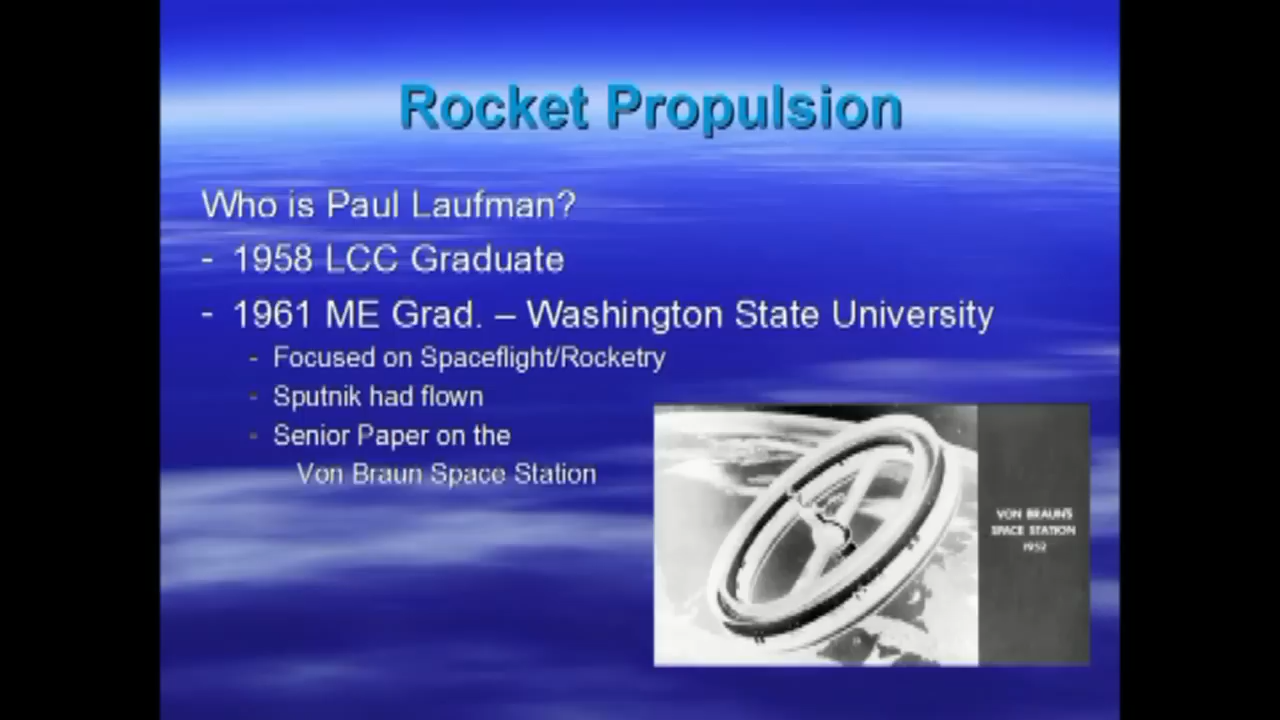 Rocket Propulsion
Who is Paul Laufman?
- 1958 LCC Graduate
- 1961 ME Grad. – Washington State University
- Focused on Spaceflight/Rocketry
- Sputnik had flown
- Senior Paper on the
Von Braun Space Station
VON BRAUN'S
SPACE STATION
1952